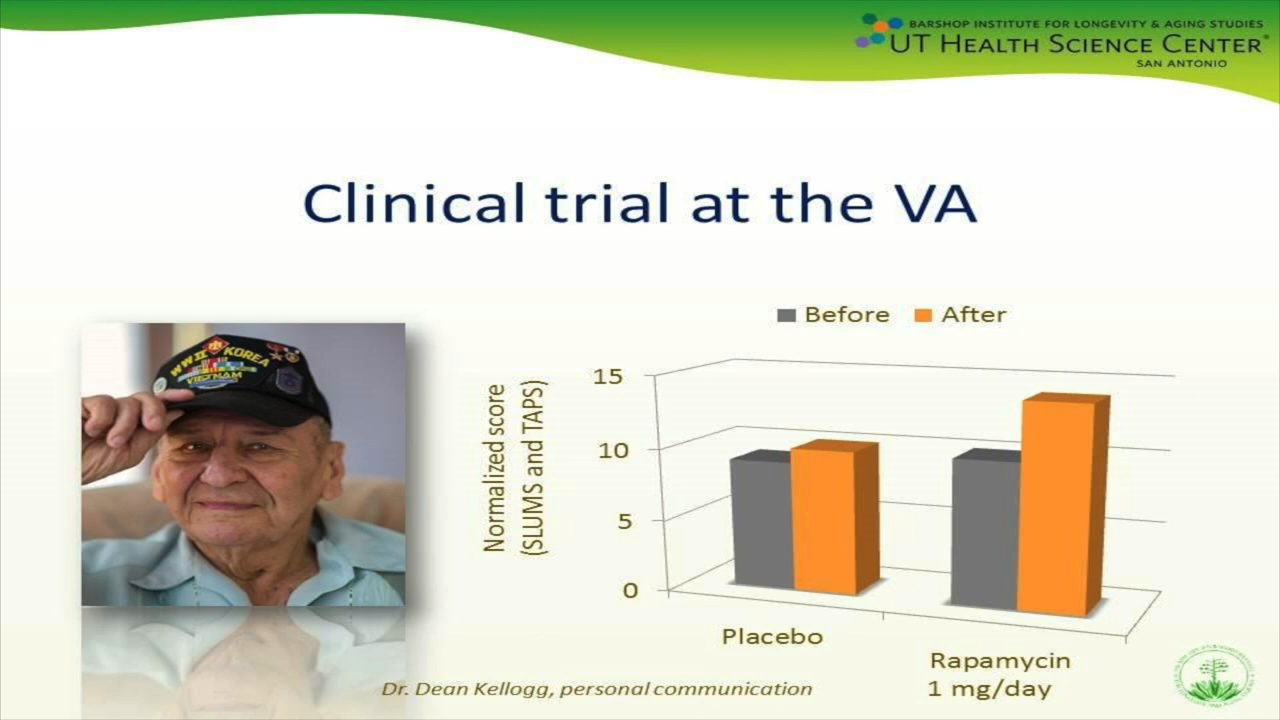 BARSHOP INSTITUTE FOR LONGEVITY & AGING STUDIES
UT HEALTH SCIENCE CENTER®
SAN ANTONIO
Clinical trial at the VA
WWII
KOREA
VIETNAM
Before After
Normalized score
(SLUMS and TAPS)
15
10
5
0
Placebo
Rapamycin
1 mg/day
Dr. Dean Kellogg, personal communication